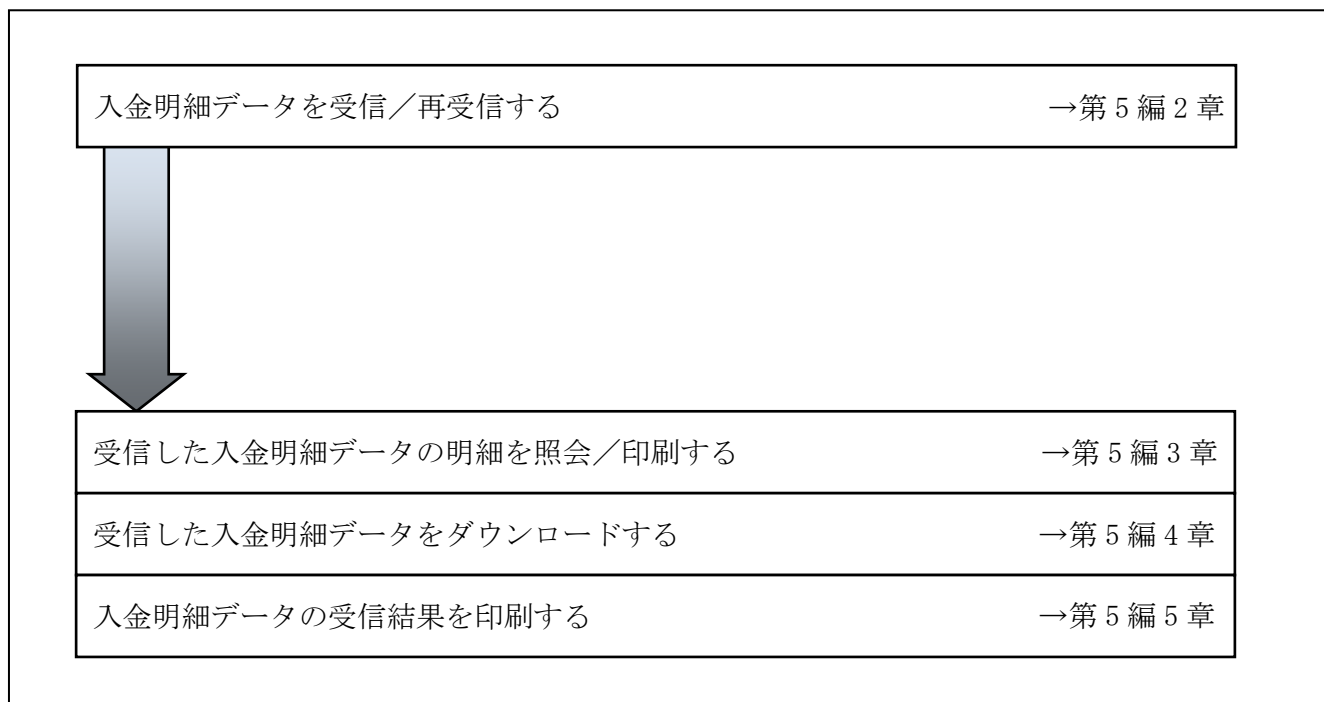 入金明細データを受信／再受信する →第５編２章
受信した入金明細データの明細を照会／印刷する →第５編３章
受信した入金明細データをダウンロードする →第５編４章
入金明細データの受信結果を印刷する →第５編５章